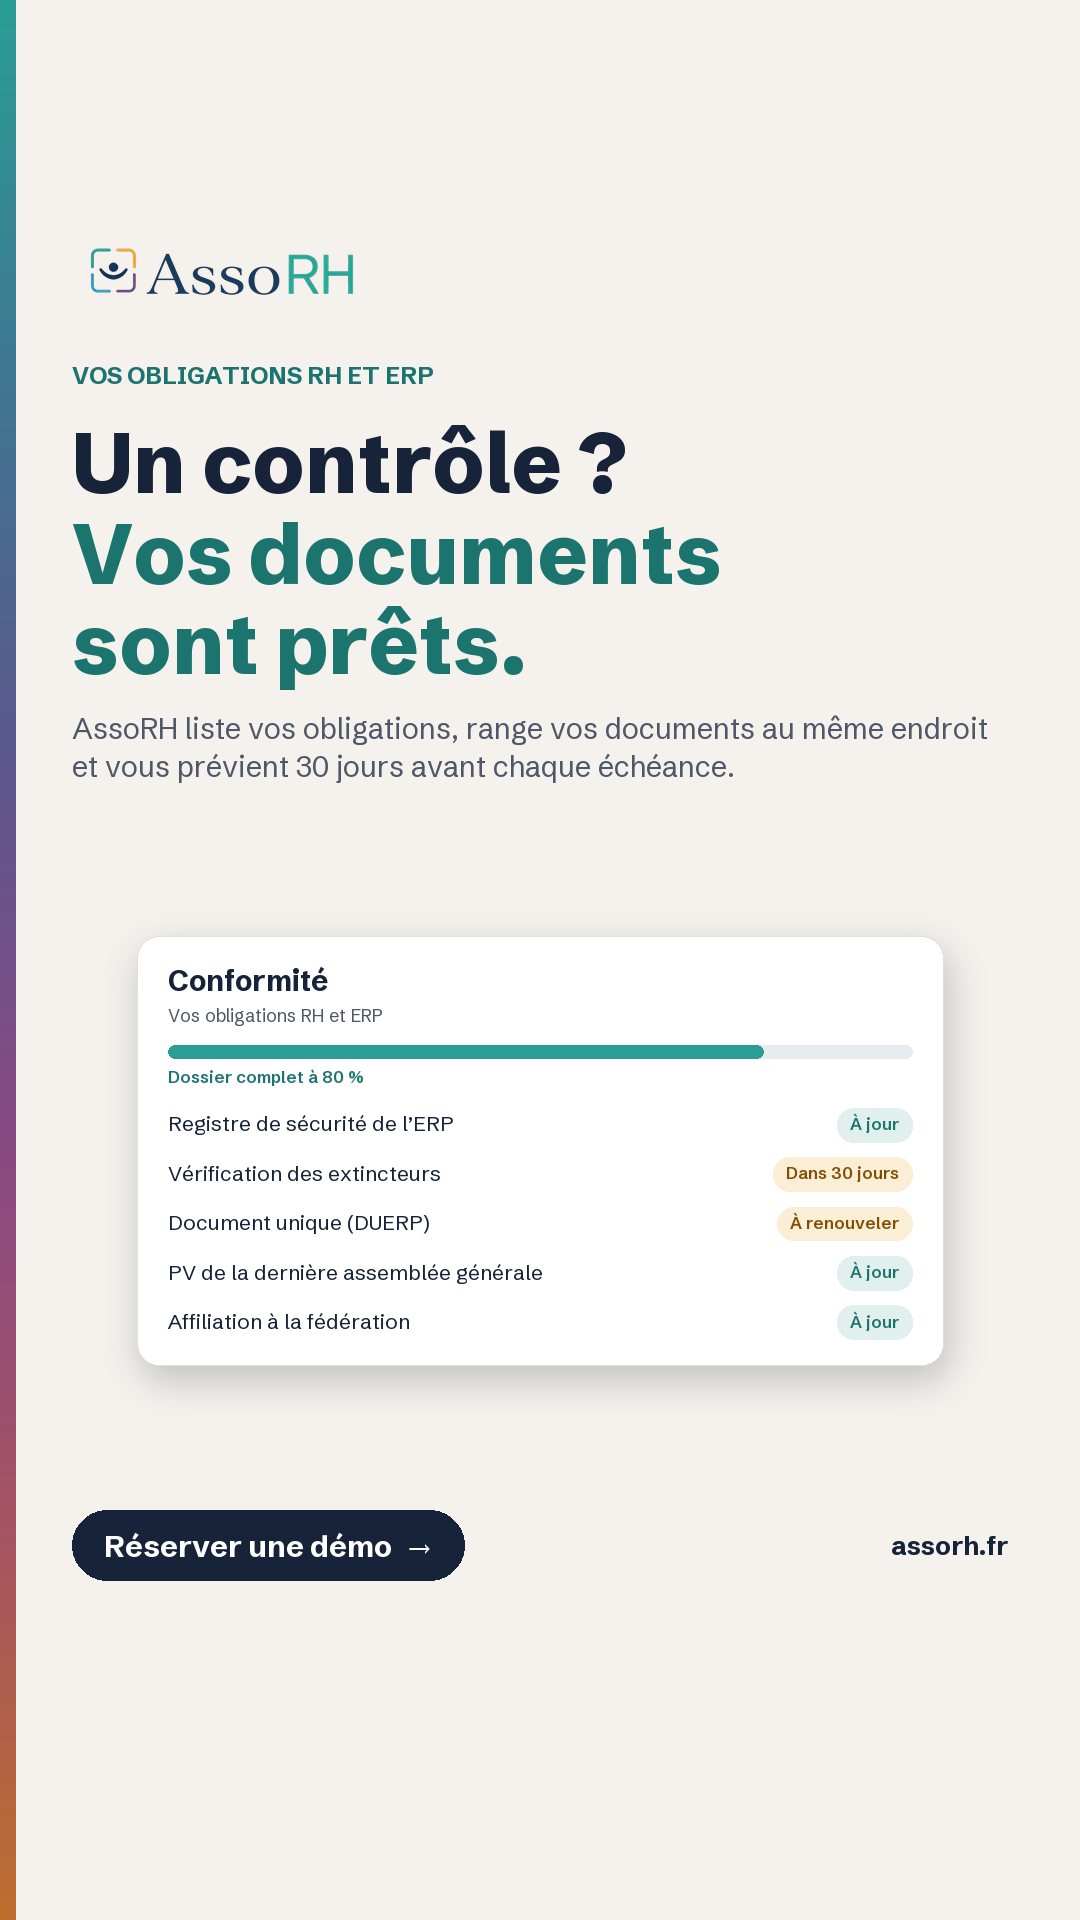 AssoRH
VOS OBLIGATIONS RH ET ERP
Un contrôle ?
Vos documents
sont prêts.
AssoRH liste vos obligations, range vos documents au même endroit
et vous prévient 30 jours avant chaque échéance.
Conformité
Vos obligations RH et ERP
Dossier complet à 80 %
Registre de sécurité de l’ERP À jour
Vérification des extincteurs Dans 30 jours
Document unique (DUERP) À renouveler
PV de la dernière assemblée générale À jour
Affiliation à la fédération À jour
Réserver une démo → assorh.fr